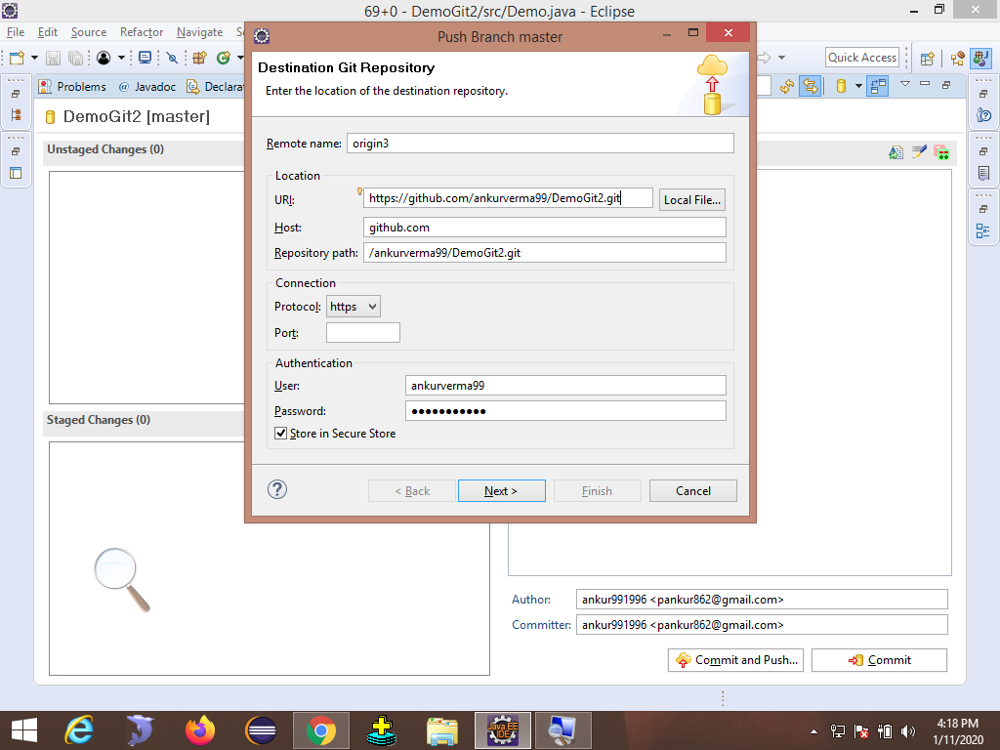 69+0 - DemoGit2/src/Demo.java - Eclipse
File Edit Source Refactor Navigate
Quick Access
Problems @ Javadoc Declarat
DemoGit2 [master]
Unstaged Changes (0)
Staged Changes (0)
Push Branch master
Destination Git Repository
Enter the location of the destination repository.
Remote name: origin3
Location
URI: https://github.com/ankurverma99/DemoGit2.git Local File...
Host: github.com
Repository path: /ankurverma99/DemoGit2.git
Connection
Protocol: https
Port:
Authentication
User: ankurverma99
Password: ●●●●●●●●●●●
Store in Secure Store
? < Back Next > Finish Cancel
Author: ankur991996 <pankur862@gmail.com>
Committer: ankur991996 <pankur862@gmail.com>
Commit and Push... Commit
Java EE
IDE
4:18 PM
1/11/2020